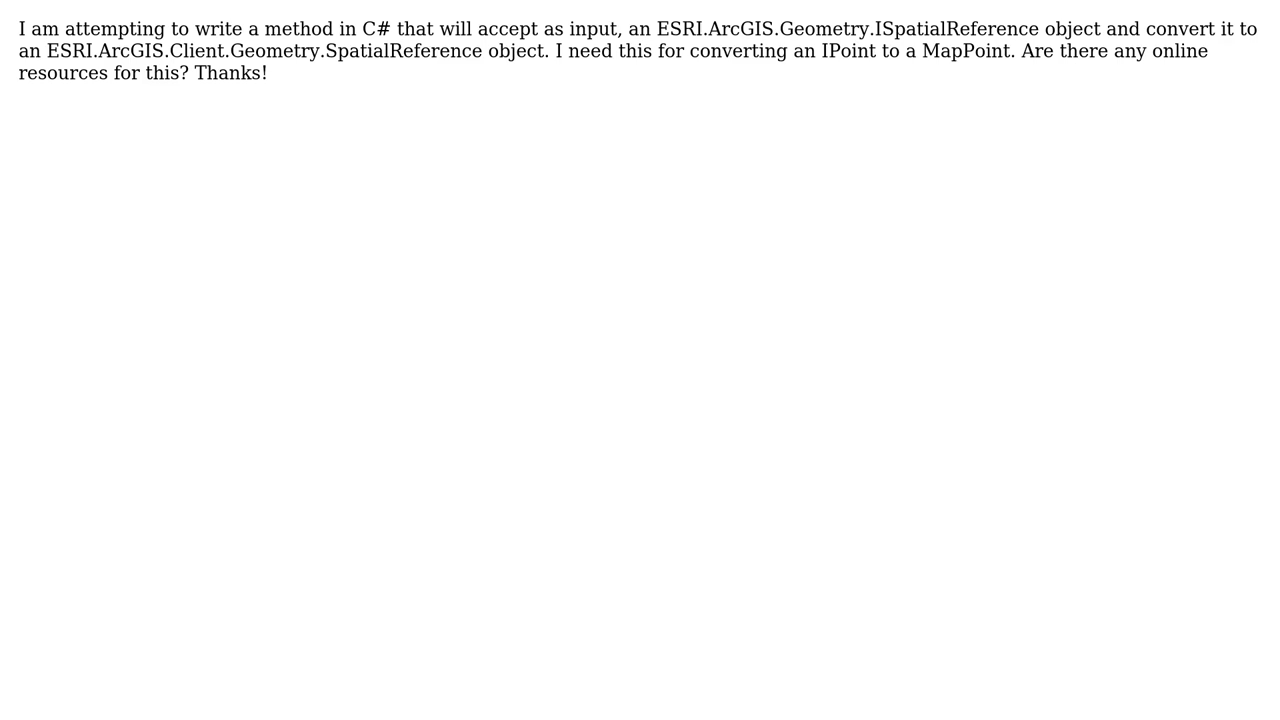 I am attempting to write a method in C# that will accept as input, an ESRI.ArcGIS.Geometry.ISpatialReference object and convert it to
an ESRI.ArcGIS.Client.Geometry.SpatialReference object. I need this for converting an IPoint to a MapPoint. Are there any online
resources for this? Thanks!